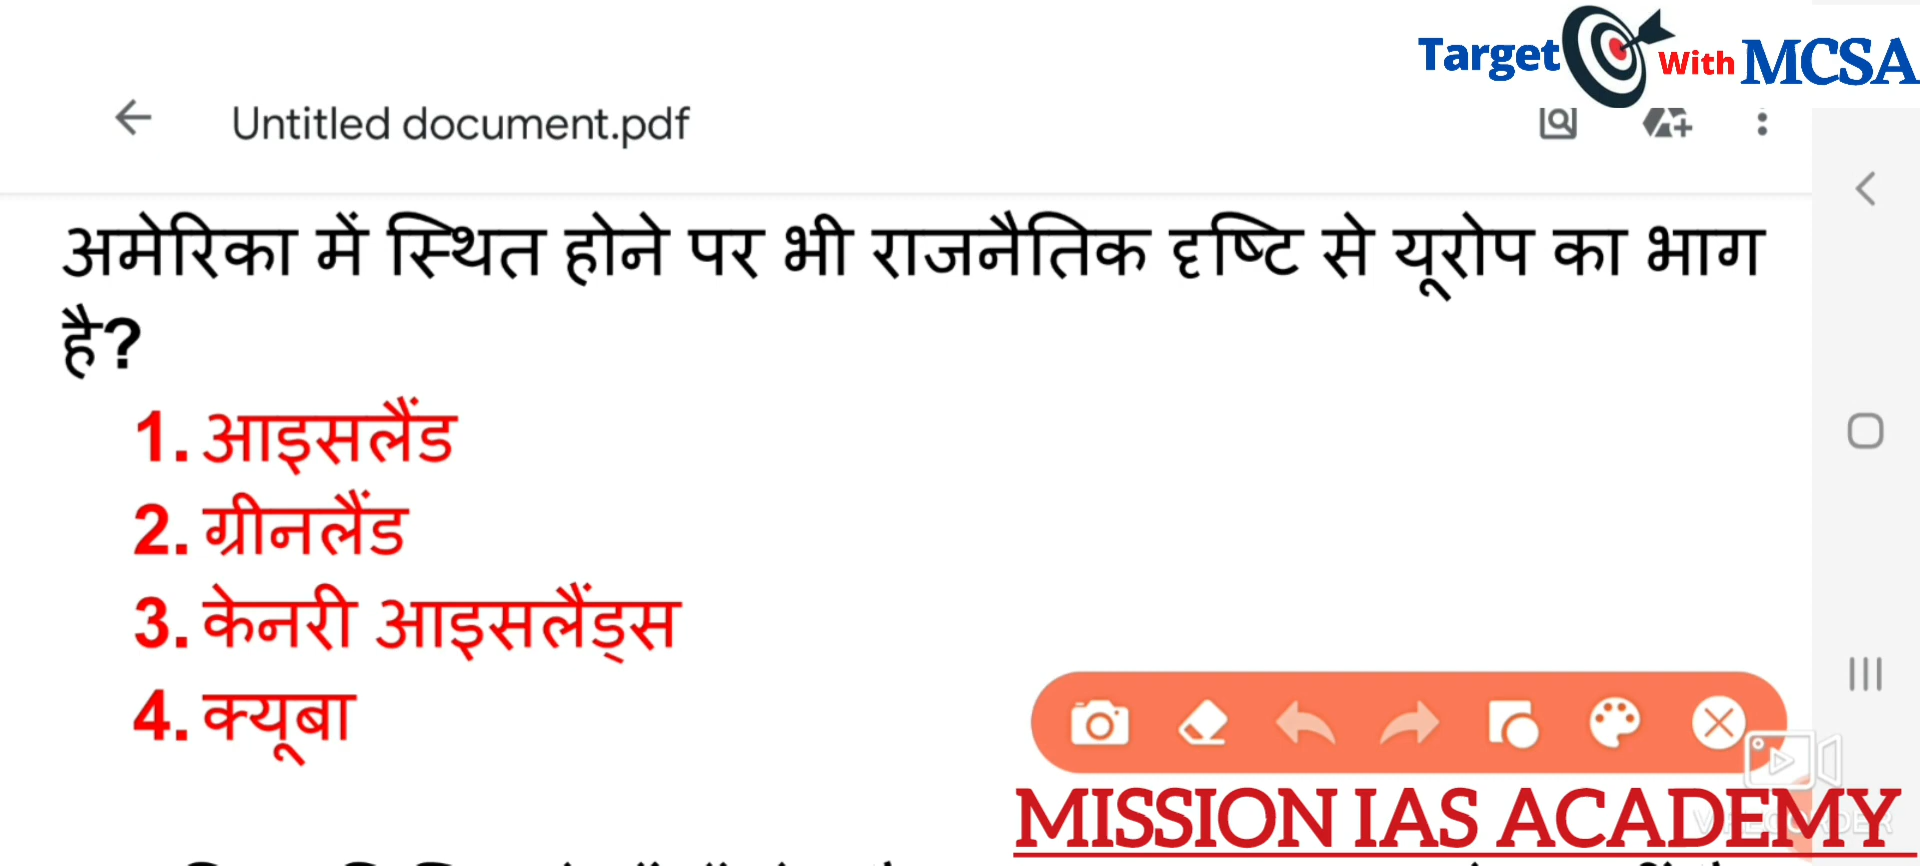 Target With MCSA
Untitled document.pdf
अमेरिका में स्थित होने पर भी राजनैतिक दृष्टि से यूरोप का भाग
है?
1. आइसलैंड
2. ग्रीनलैंड
3. केनरी आइसलैंड्स
4. क्यूबा
MISSION IAS ACADEMY